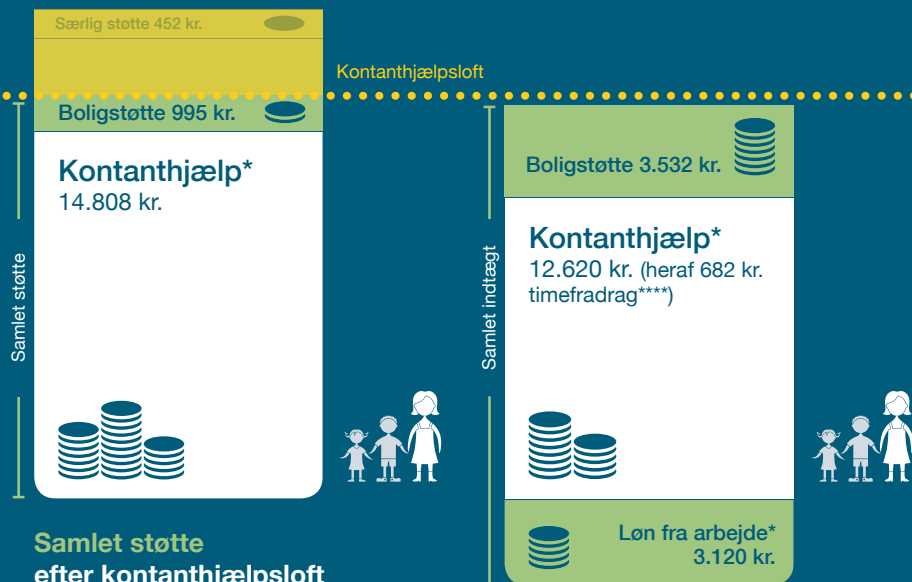 Særlig støtte 452 kr.
Kontanthjælpsloft
Boligstøtte 995 kr.
Kontanthjælp*
14.808 kr.
Samlet støtte
Samlet støtte
efter kontanthjælpsloft
Boligstøtte 3.532 kr.
Kontanthjælp*
12.620 kr. (heraf 682 kr.
timefradrag****)
Samlet indtægt
Løn fra arbejde*
3.120 kr.